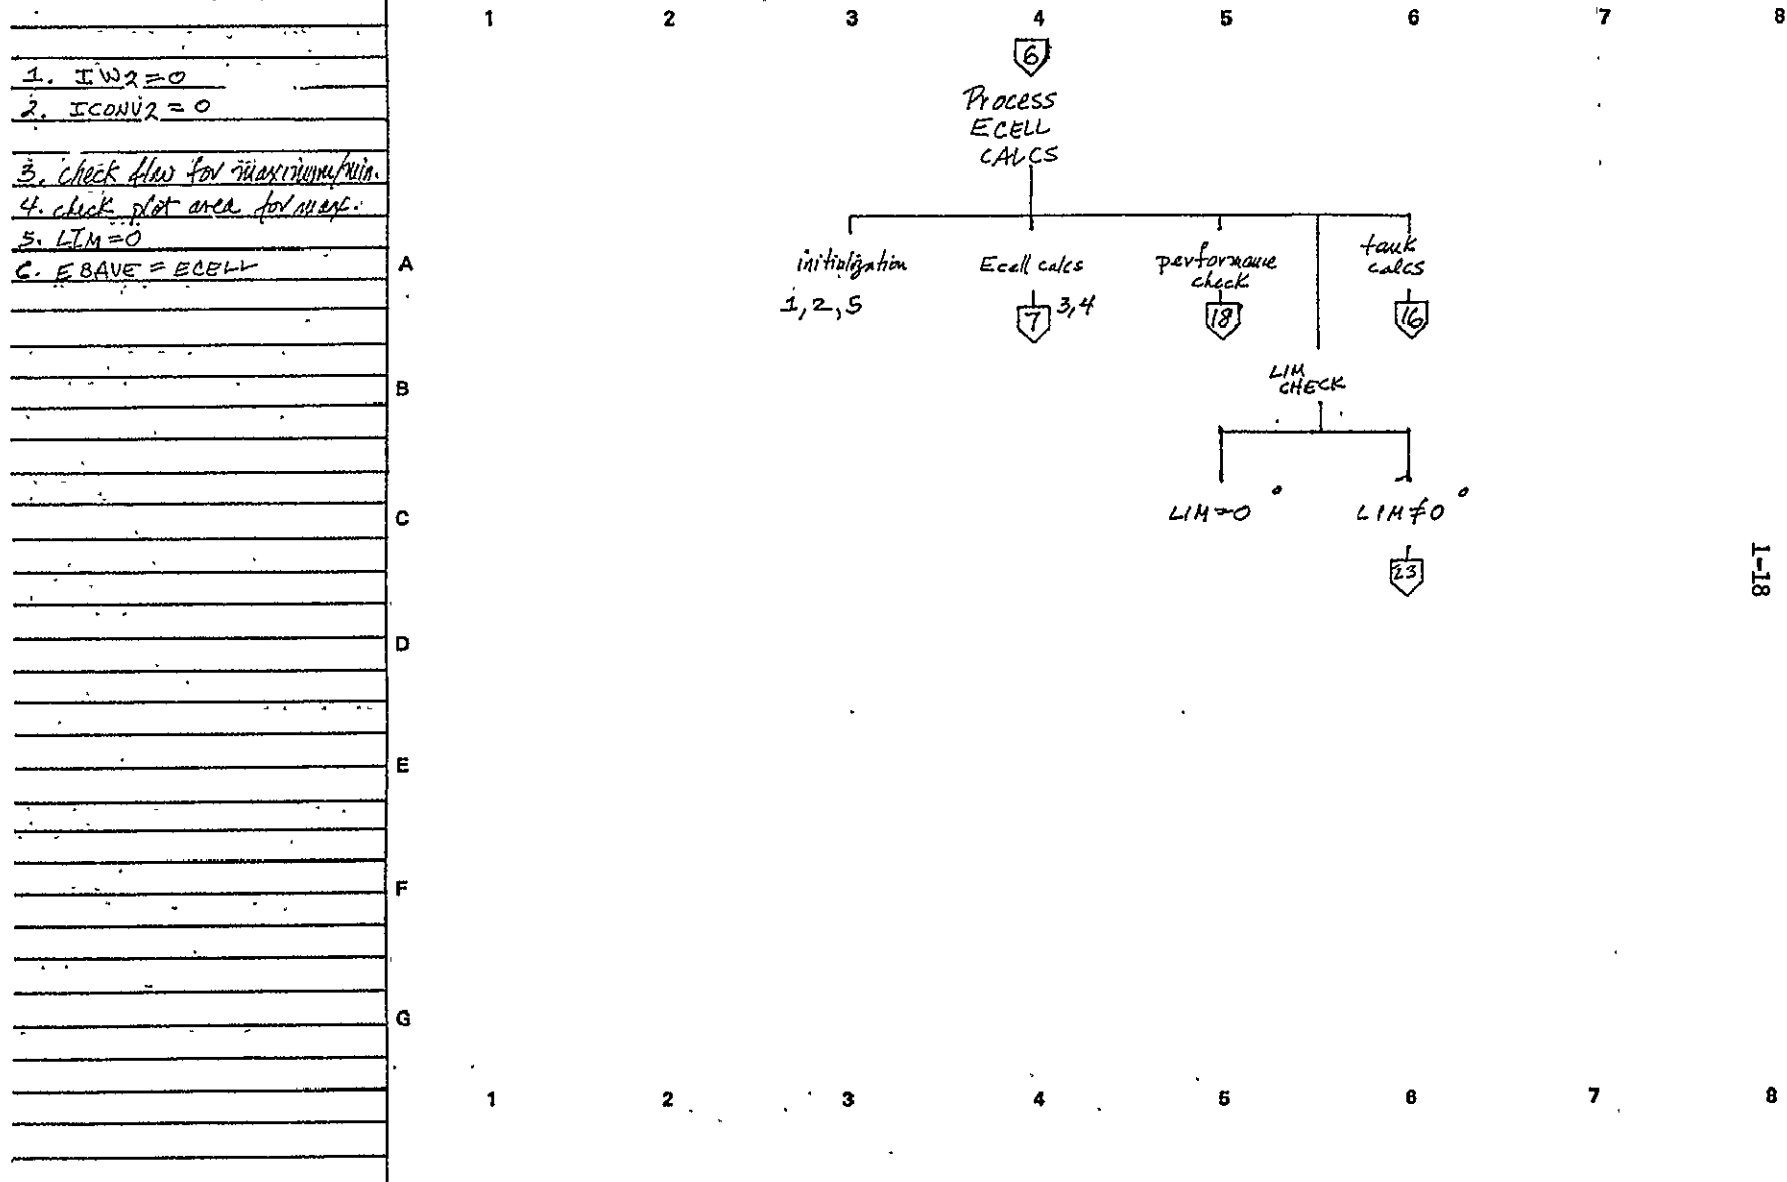 1 2 3 4 5 6 7 8
6
1. IW2=0
2. ICONV2=0
3. check flow for maximum/min.
4. check plot area for max.
5. LIM=0
6. EBAVE=ECELL
Process
ECELL
CALCS
A
initialization
1,2,5
Ecell calcs
7 3,4
performance
check
18
tank
calcs
16
B
LIM
CHECK
C
LIM=0
LIM≠0
23
1-18
D
E
F
G
1 2 3 4 5 6 7 8